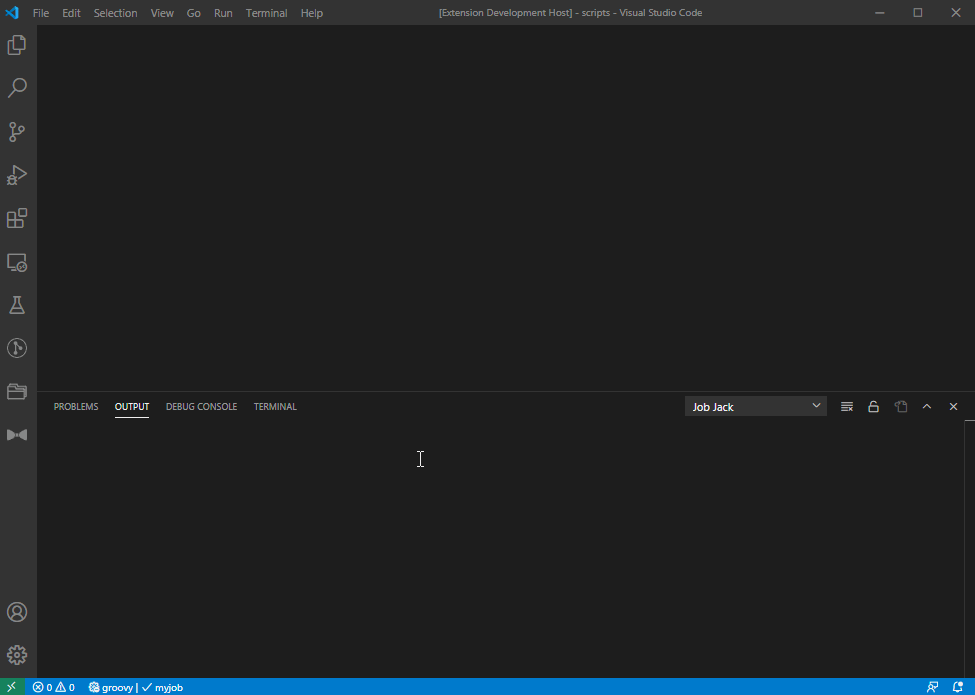 File Edit Selection View Go Run Terminal Help [Extension Development Host] - scripts - Visual Studio Code
PROBLEMS OUTPUT DEBUG CONSOLE TERMINAL Job Jack
0 0 groovy | myjob